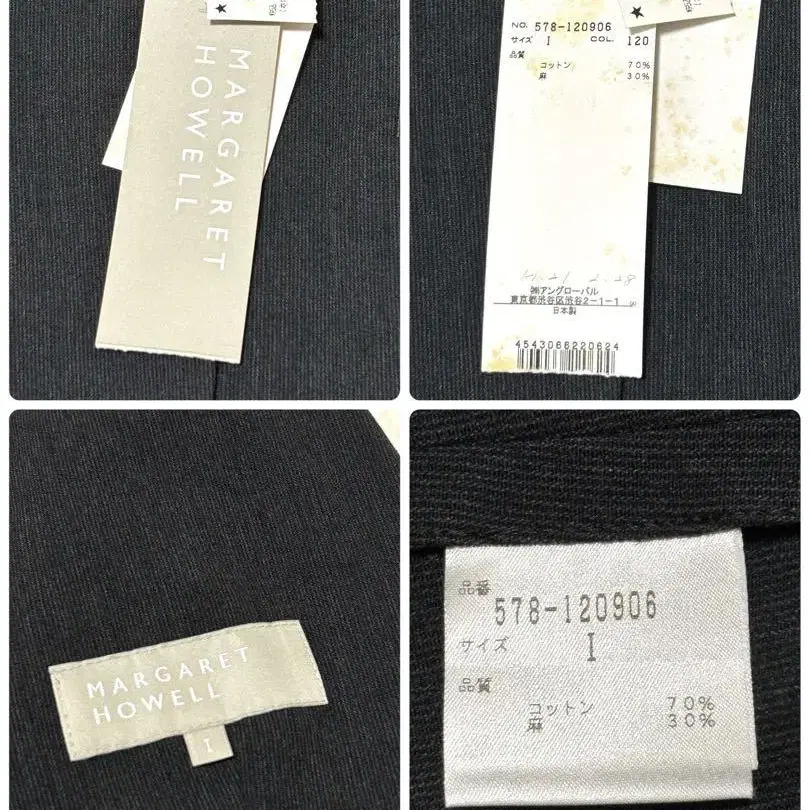 ★
MARGARET
HOWELL
★
NO. 578-120906
サイズ I COL. 120
品質
コットン 70%
麻 30%
㈱アングローバル
東京都渋谷区渋谷2-1-1
日本製
4543066220624
MARGARET
HOWELL
I
品番
578-120906
サイズ I
品質
コットン 70%
麻 30%